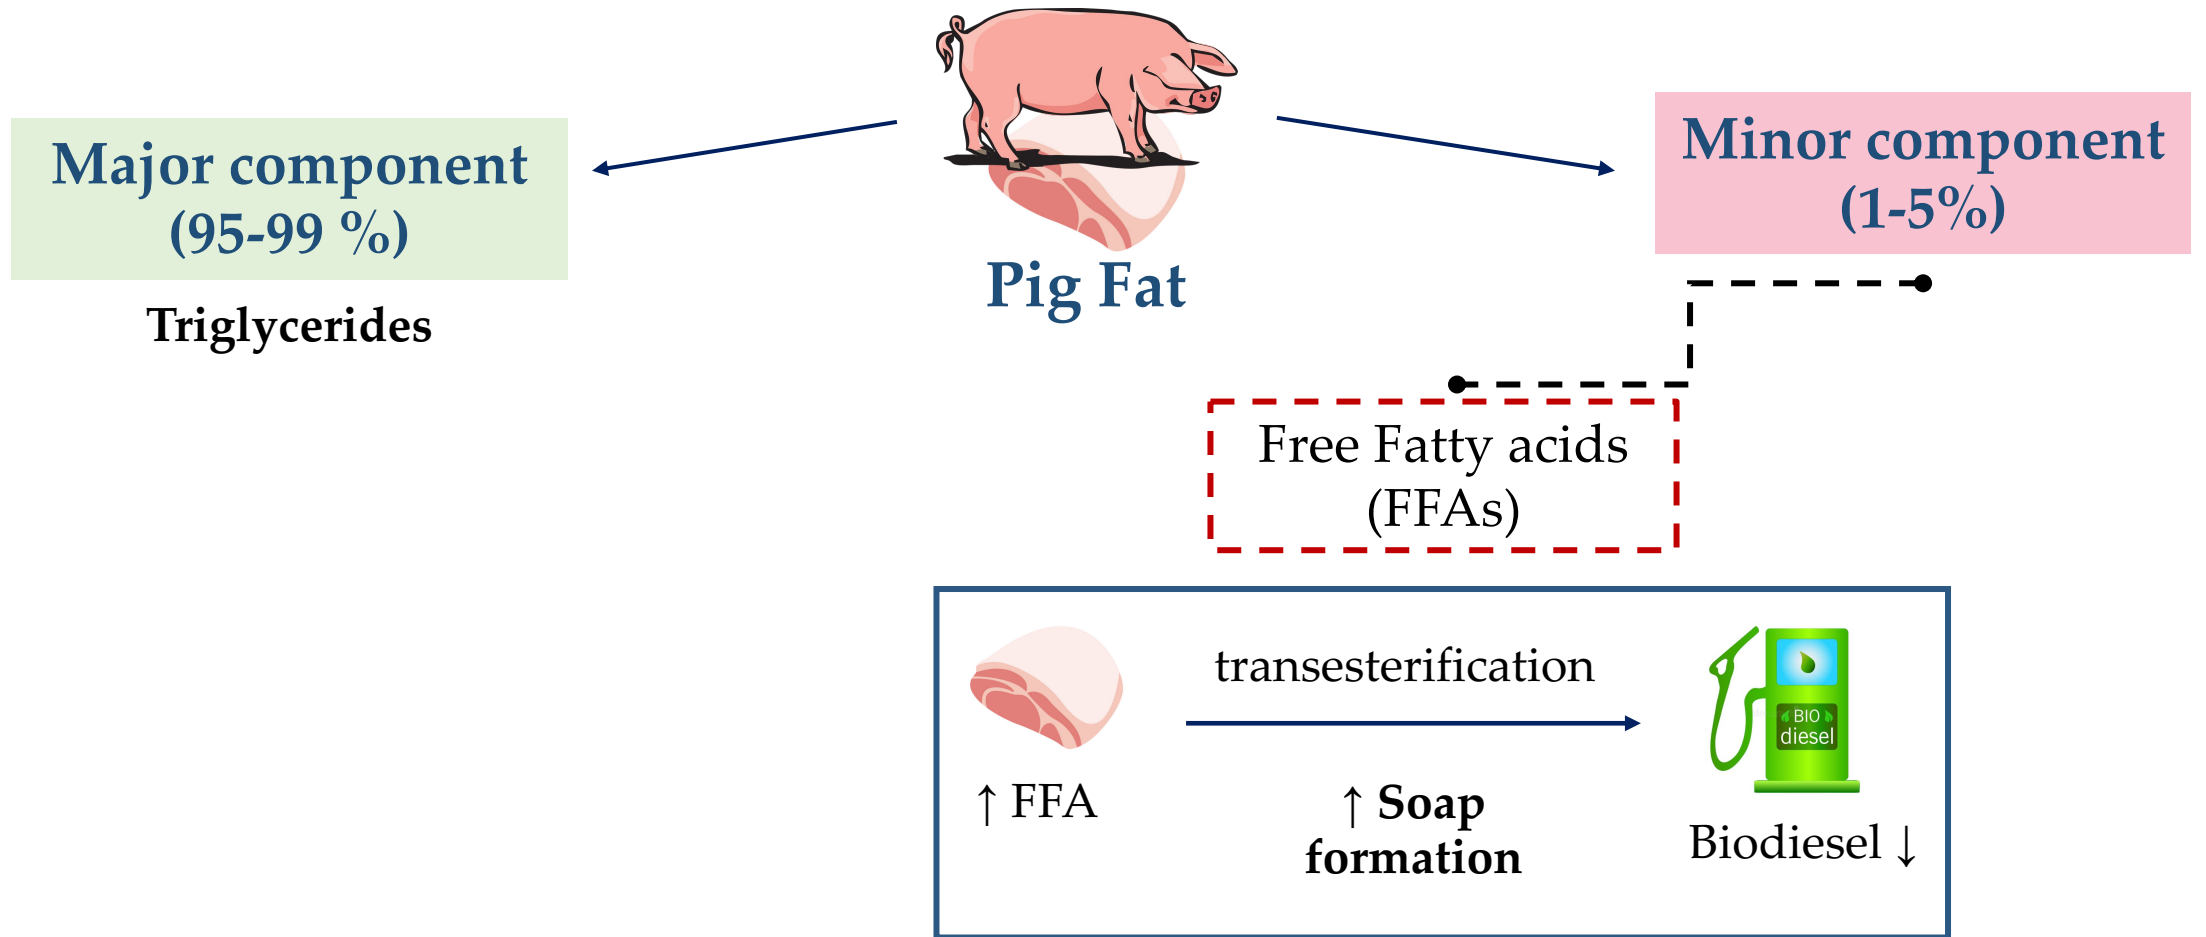 Major component
(95-99 %)
Triglycerides
Pig Fat
Minor component
(1-5%)
Free Fatty acids
(FFAs)
transesterification
↑ FFA
↑ Soap
formation
BIO
diesel
Biodiesel ↓